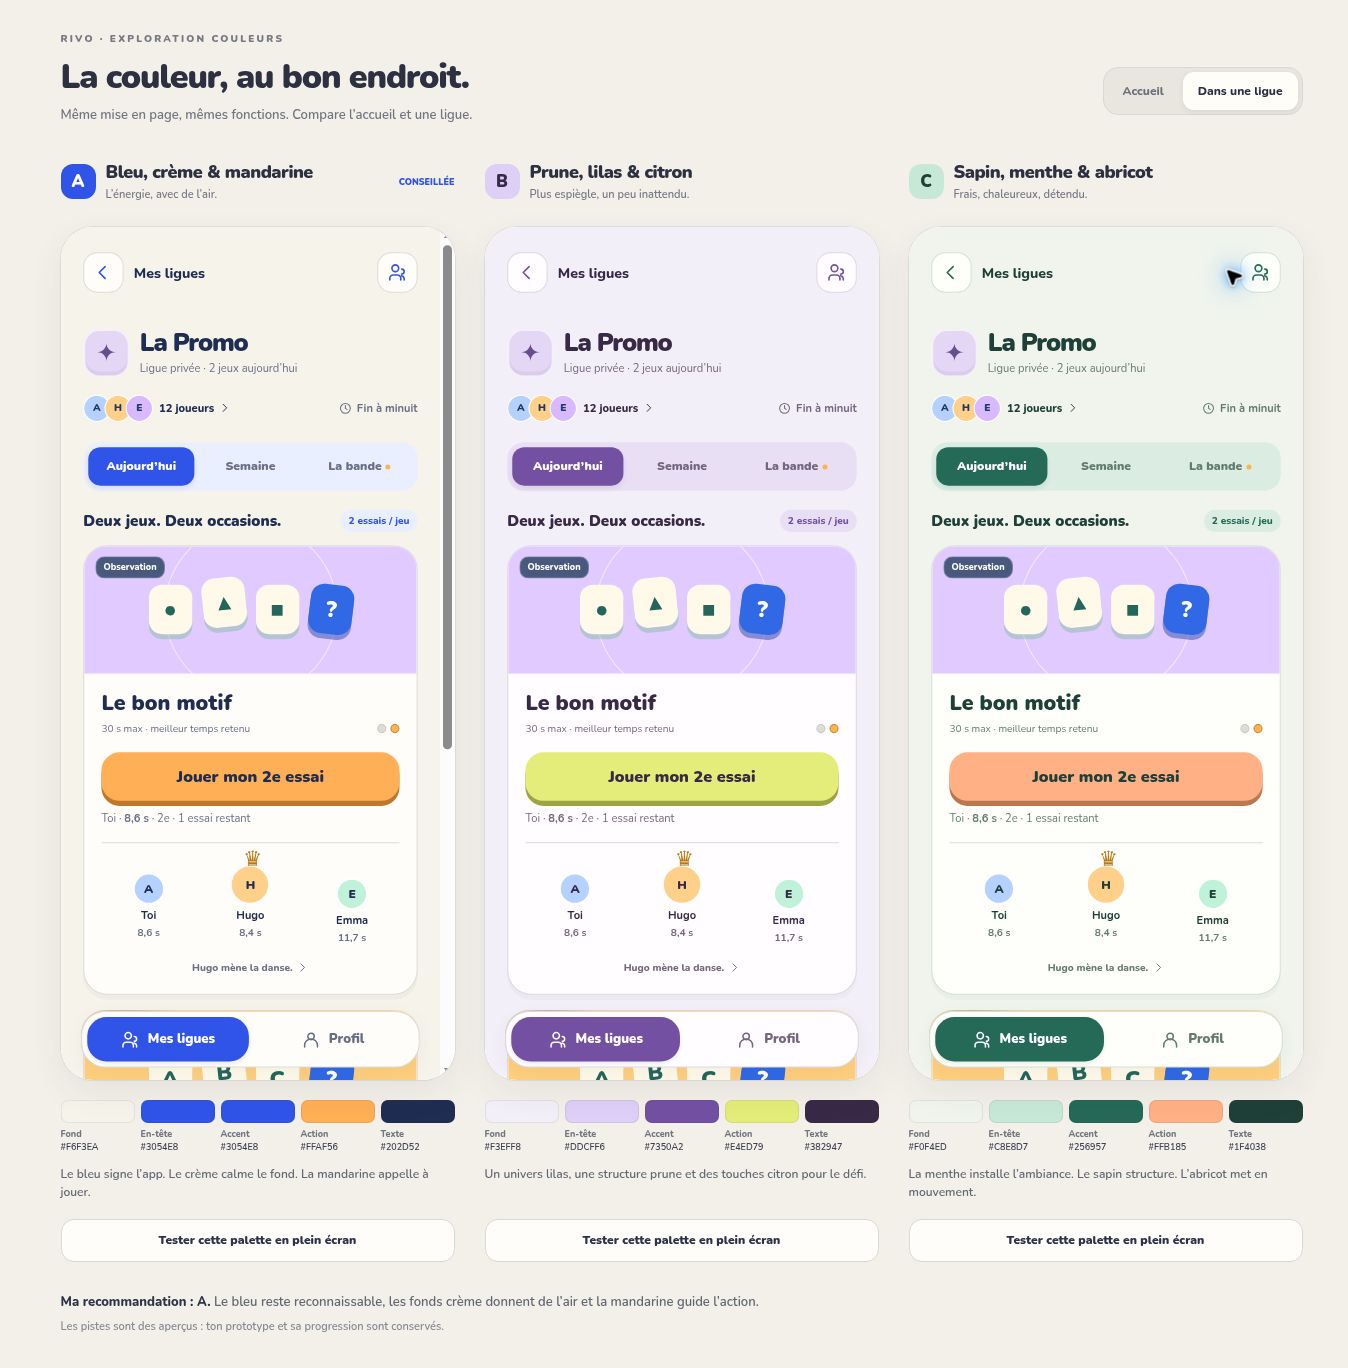 RIVO · EXPLORATION COULEURS
La couleur, au bon endroit.
Même mise en page, mêmes fonctions. Compare l'accueil et une ligue.
Accueil
Dans une ligue
A
Bleu, crème & mandarine
L'énergie, avec de l'air.
CONSEILLÉE
Mes ligues
La Promo
Ligue privée · 2 jeux aujourd'hui
A H E 12 joueurs
Fin à minuit
Aujourd'hui
Semaine
La bande
Deux jeux. Deux occasions.
2 essais / jeu
Observation
?
Le bon motif
30 s max · meilleur temps retenu
Jouer mon 2e essai
Toi · 8,6 s · 2e · 1 essai restant
A H E
Toi Hugo Emma
8,6 s 8,4 s 11,7 s
Hugo mène la danse.
Mes ligues
Profil
A B C ?
Fond En-tête Accent Action Texte
#F6F3EA #3054E8 #3054E8 #FFAF56 #202D52
Le bleu signe l'app. Le crème calme le fond. La mandarine appelle à
jouer.
Tester cette palette en plein écran
B
Prune, lilas & citron
Plus espiègle, un peu inattendu.
Mes ligues
La Promo
Ligue privée · 2 jeux aujourd'hui
A H E 12 joueurs
Fin à minuit
Aujourd'hui
Semaine
La bande
Deux jeux. Deux occasions.
2 essais / jeu
Observation
?
Le bon motif
30 s max · meilleur temps retenu
Jouer mon 2e essai
Toi · 8,6 s · 2e · 1 essai restant
A H E
Toi Hugo Emma
8,6 s 8,4 s 11,7 s
Hugo mène la danse.
Mes ligues
Profil
A B C ?
Fond En-tête Accent Action Texte
#F3EFF8 #DDCFF6 #7350A2 #E4ED79 #382947
Un univers lilas, une structure prune et des touches citron pour le défi.
Tester cette palette en plein écran
C
Sapin, menthe & abricot
Frais, chaleureux, détendu.
Mes ligues
La Promo
Ligue privée · 2 jeux aujourd'hui
A H E 12 joueurs
Fin à minuit
Aujourd'hui
Semaine
La bande
Deux jeux. Deux occasions.
2 essais / jeu
Observation
?
Le bon motif
30 s max · meilleur temps retenu
Jouer mon 2e essai
Toi · 8,6 s · 2e · 1 essai restant
A H E
Toi Hugo Emma
8,6 s 8,4 s 11,7 s
Hugo mène la danse.
Mes ligues
Profil
A B C ?
Fond En-tête Accent Action Texte
#F0F4ED #C8E8D7 #256957 #FFB185 #1F4038
La menthe installe l'ambiance. Le sapin structure. L'abricot met en
mouvement.
Tester cette palette en plein écran
Ma recommandation : A. Le bleu reste reconnaissable, les fonds crème donnent de l'air et la mandarine guide l'action.
Les pistes sont des aperçus : ton prototype et sa progression sont conservés.